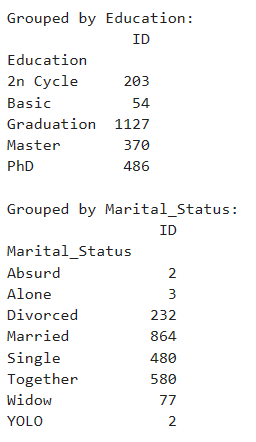 Grouped by Education:
ID
Education
2n Cycle 203
Basic 54
Graduation 1127
Master 370
PhD 486
Grouped by Marital_Status:
ID
Marital_Status
Absurd 2
Alone 3
Divorced 232
Married 864
Single 480
Together 580
Widow 77
YOLO 2